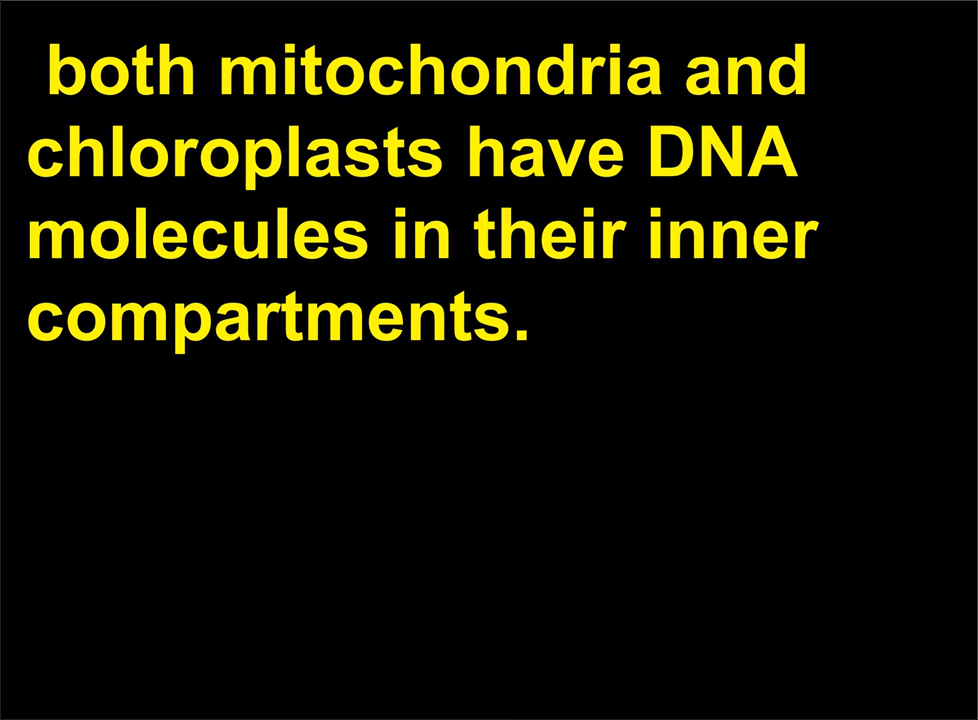 both mitochondria and
chloroplasts have DNA
molecules in their inner
compartments.